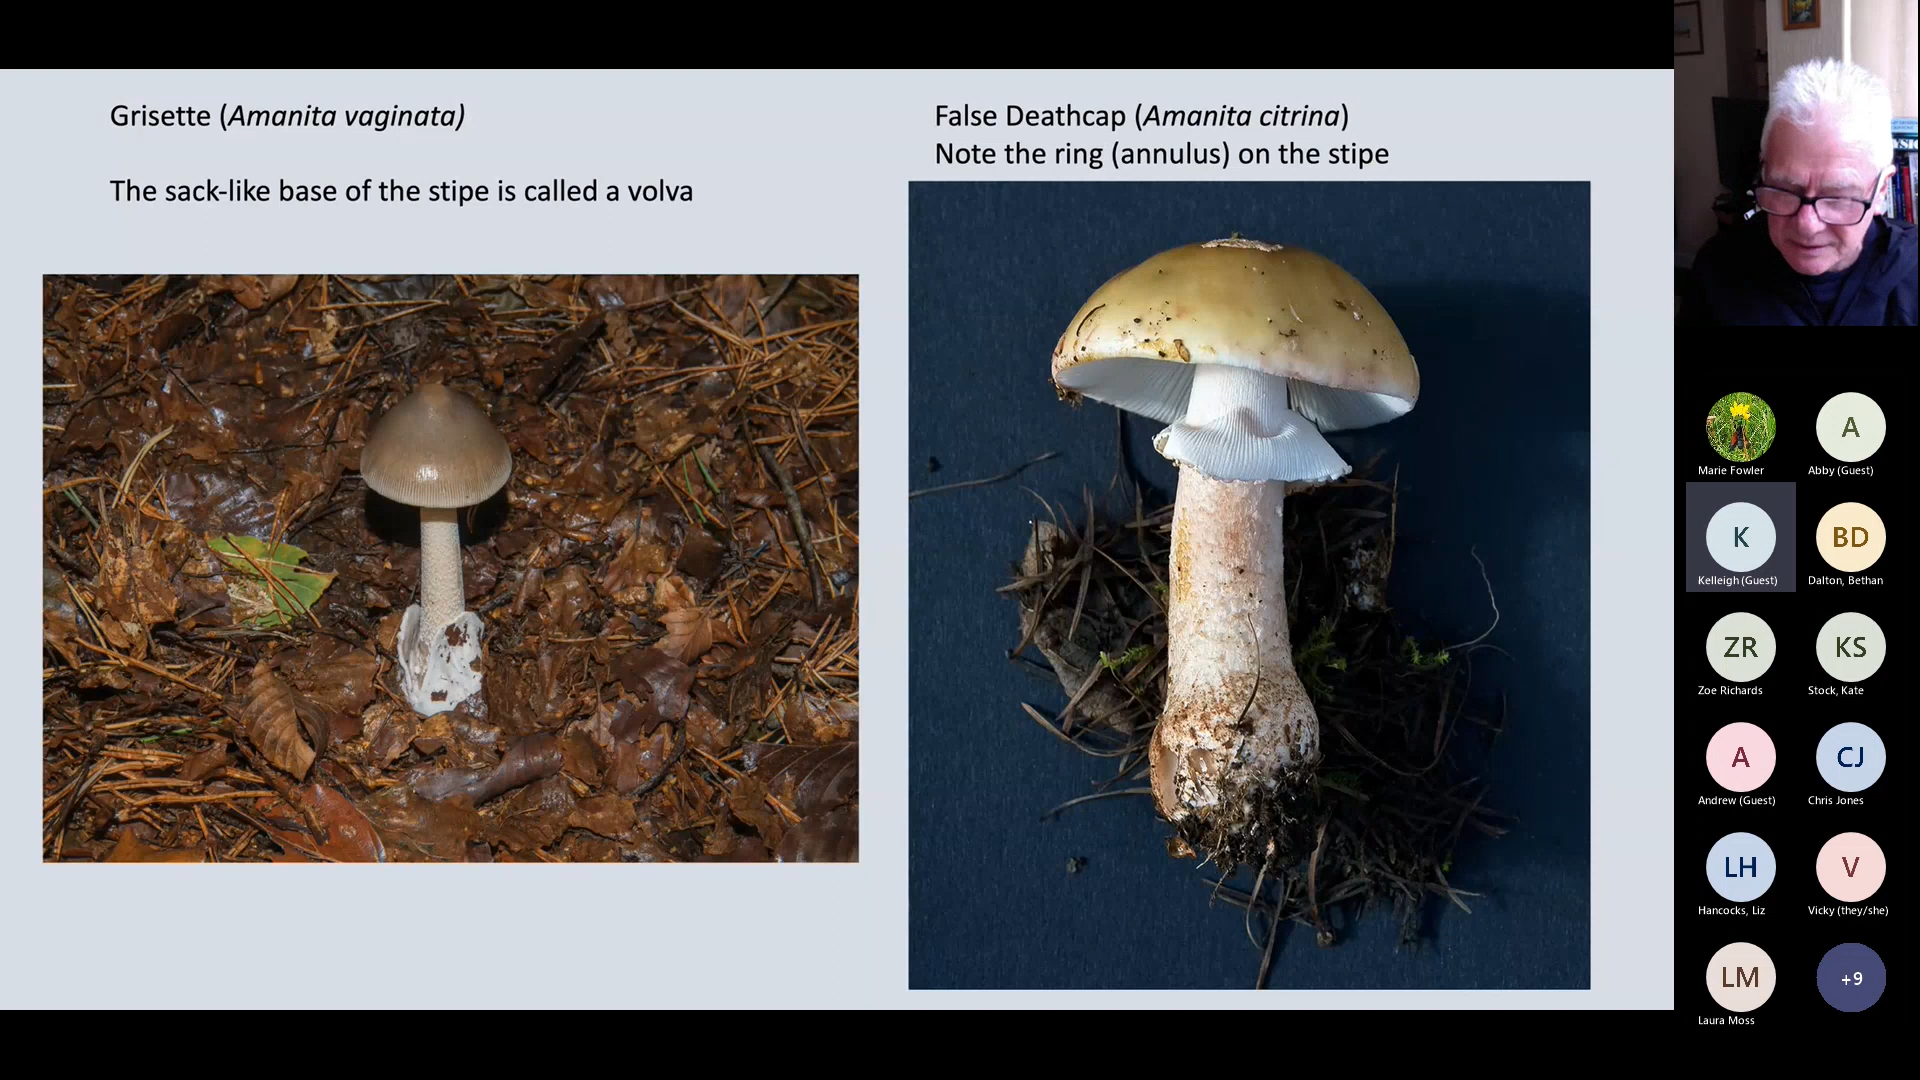 Grisette (Amanita vaginata)
The sack-like base of the stipe is called a volva
False Deathcap (Amanita citrina)
Note the ring (annulus) on the stipe
Marie Fowler
A
Abby (Guest)
K
Kelleigh (Guest)
BD
Dalton, Bethan
ZR
Zoe Richards
KS
Stock, Kate
A
Andrew (Guest)
CJ
Chris Jones
LH
Hancocks, Liz
V
Vicky (they/she)
LM
Laura Moss
+9